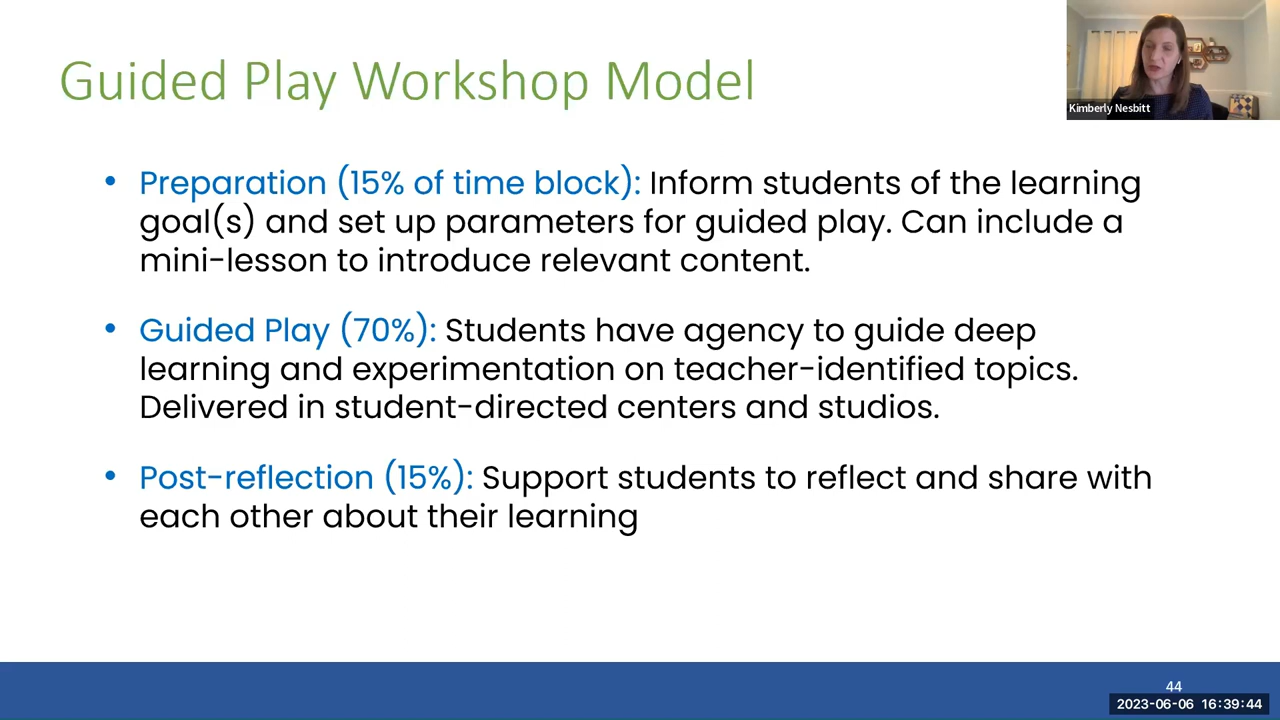 Guided Play Workshop Model
Kimberly Nesbitt
• Preparation (15% of time block): Inform students of the learning
goal(s) and set up parameters for guided play. Can include a
mini-lesson to introduce relevant content.
• Guided Play (70%): Students have agency to guide deep
learning and experimentation on teacher-identified topics.
Delivered in student-directed centers and studios.
• Post-reflection (15%): Support students to reflect and share with
each other about their learning
44
2023-06-06 16:39:44